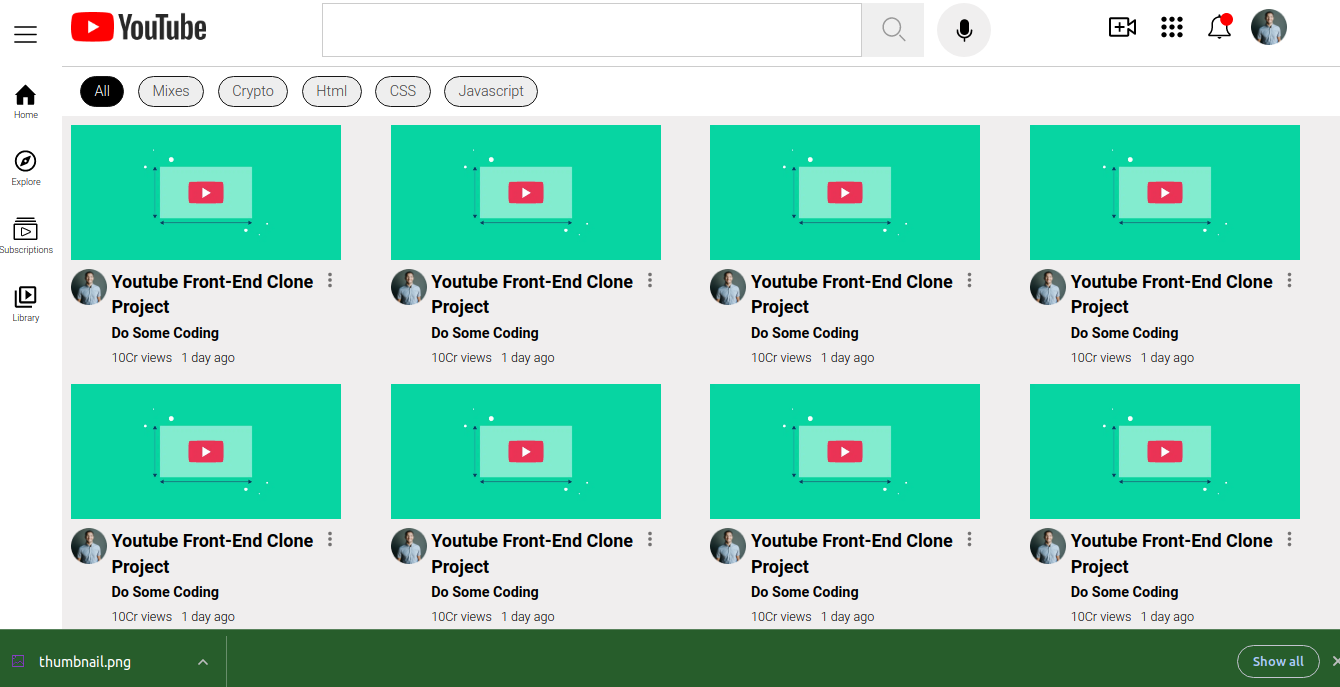 YouTube
All Mixes Crypto Html CSS Javascript
Home
Explore
Subscriptions
Library
Youtube Front-End Clone Project
Do Some Coding
10Cr views 1 day ago
Youtube Front-End Clone Project
Do Some Coding
10Cr views 1 day ago
Youtube Front-End Clone Project
Do Some Coding
10Cr views 1 day ago
Youtube Front-End Clone Project
Do Some Coding
10Cr views 1 day ago
Youtube Front-End Clone Project
Do Some Coding
10Cr views 1 day ago
Youtube Front-End Clone Project
Do Some Coding
10Cr views 1 day ago
Youtube Front-End Clone Project
Do Some Coding
10Cr views 1 day ago
Youtube Front-End Clone Project
Do Some Coding
10Cr views 1 day ago
thumbnail.png
Show all